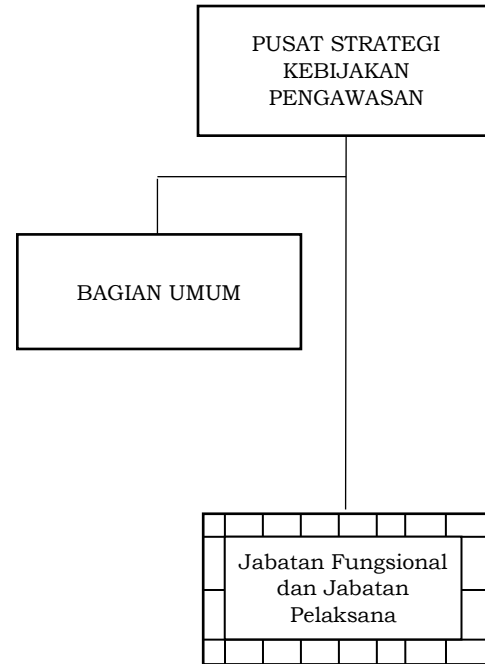 PUSAT STRATEGI
KEBIJAKAN
PENGAWASAN
BAGIAN UMUM
Jabatan Fungsional
dan Jabatan
Pelaksana